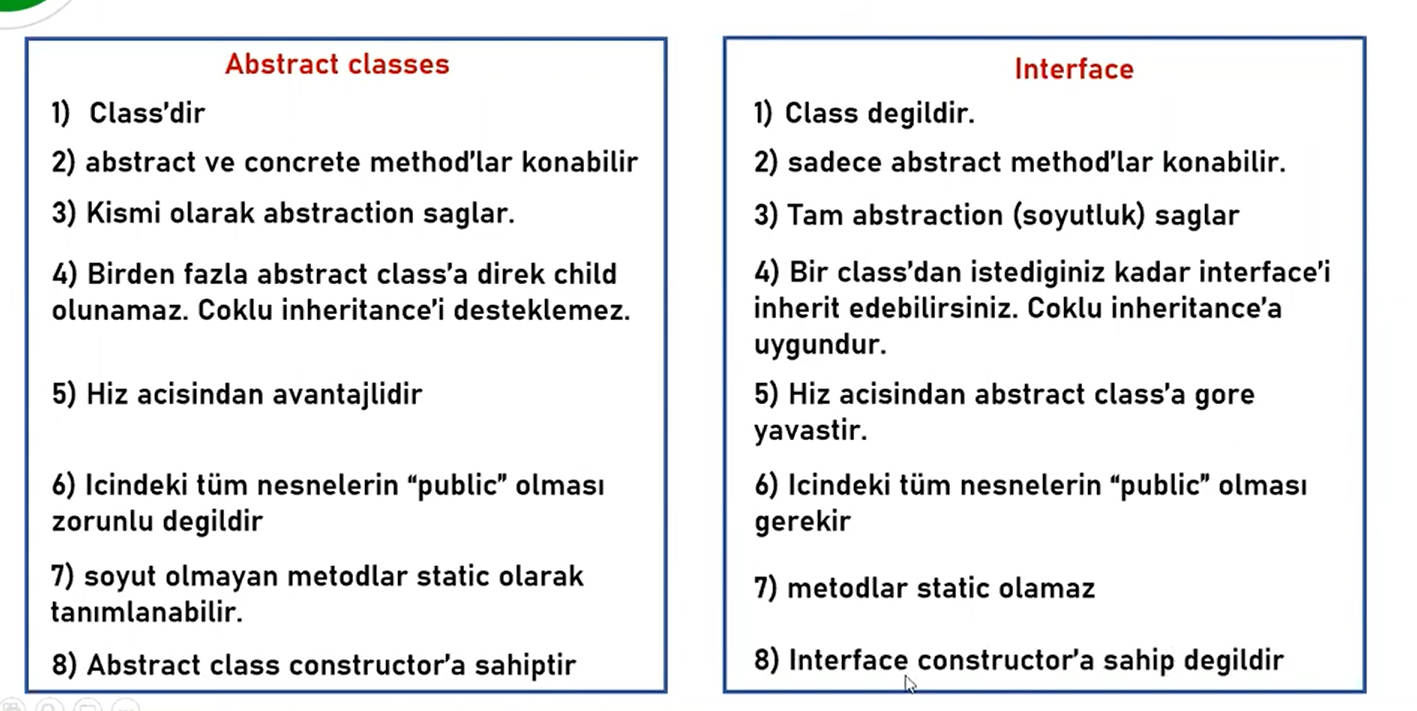 Abstract classes
1) Class'dir
2) abstract ve concrete method'lar konabilir
3) Kismi olarak abstraction saglar.
4) Birden fazla abstract class'a direk child
olunamaz. Coklu inheritance'i desteklemez.
5) Hiz acisindan avantajlidir
6) Icindeki tüm nesnelerin “public” olması
zorunlu degildir
7) soyut olmayan metodlar static olarak
tanımlanabilir.
8) Abstract class constructor'a sahiptir
Interface
1) Class degildir.
2) sadece abstract method'lar konabilir.
3) Tam abstraction (soyutluk) saglar
4) Bir class'dan istediginiz kadar interface'i
inherit edebilirsiniz. Coklu inheritance'a
uygundur.
5) Hiz acisindan abstract class'a gore
yavastir.
6) Icindeki tüm nesnelerin “public” olması
gerekir
7) metodlar static olamaz
8) Interface constructor'a sahip degildir